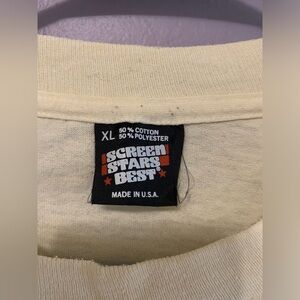 XL 50% COTTON
50% POLYESTER
SCREEN
STARS
BEST
MADE IN U.S.A.